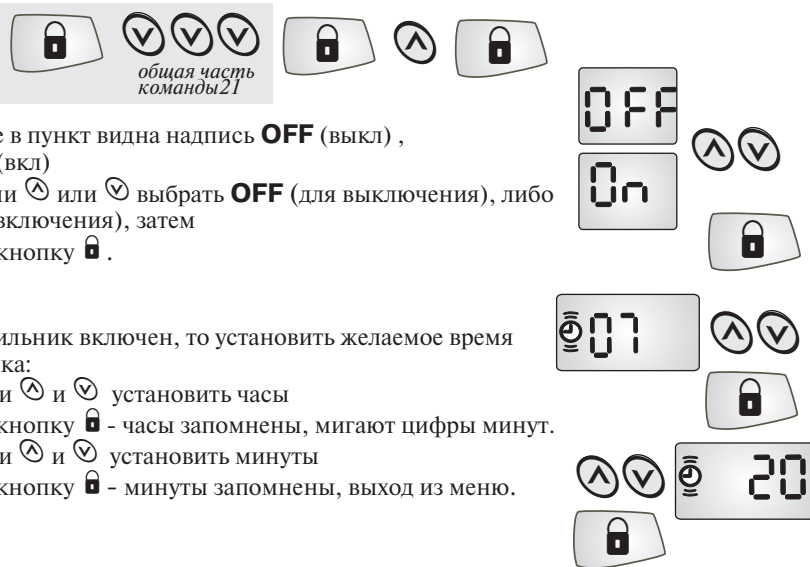 общая часть
команды21
е в пункт видна надпись OFF (выкл) ,
(вкл)
ли или выбрать OFF (для выключения), либо
включения), затем
кнопку .
OFF
On
ильник включен, то установить желаемое время
ка:
и и установить часы
кнопку - часы запомнены, мигают цифры минут.
и и установить минуты
кнопку - минуты запомнены, выход из меню.
07
20